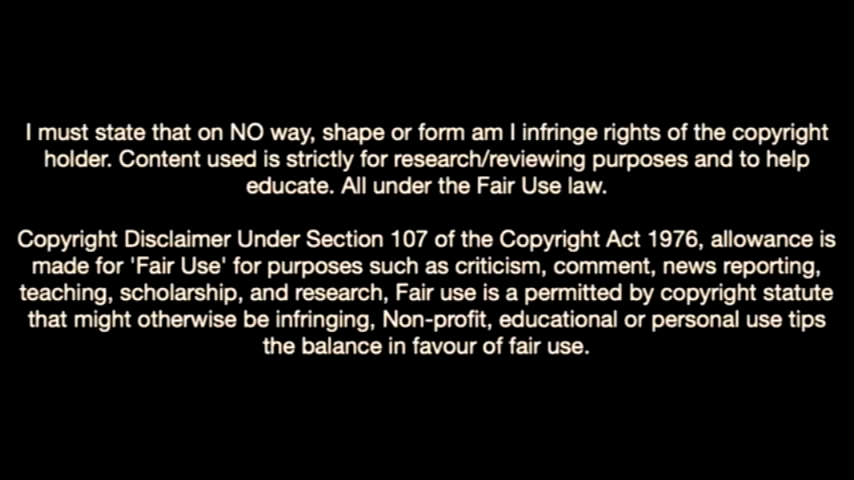 I must state that on NO way, shape or form am I infringe rights of the copyright
holder. Content used is strictly for research/reviewing purposes and to help
educate. All under the Fair Use law.
Copyright Disclaimer Under Section 107 of the Copyright Act 1976, allowance is
made for 'Fair Use' for purposes such as criticism, comment, news reporting,
teaching, scholarship, and research, Fair use is a permitted by copyright statute
that might otherwise be infringing, Non-profit, educational or personal use tips
the balance in favour of fair use.